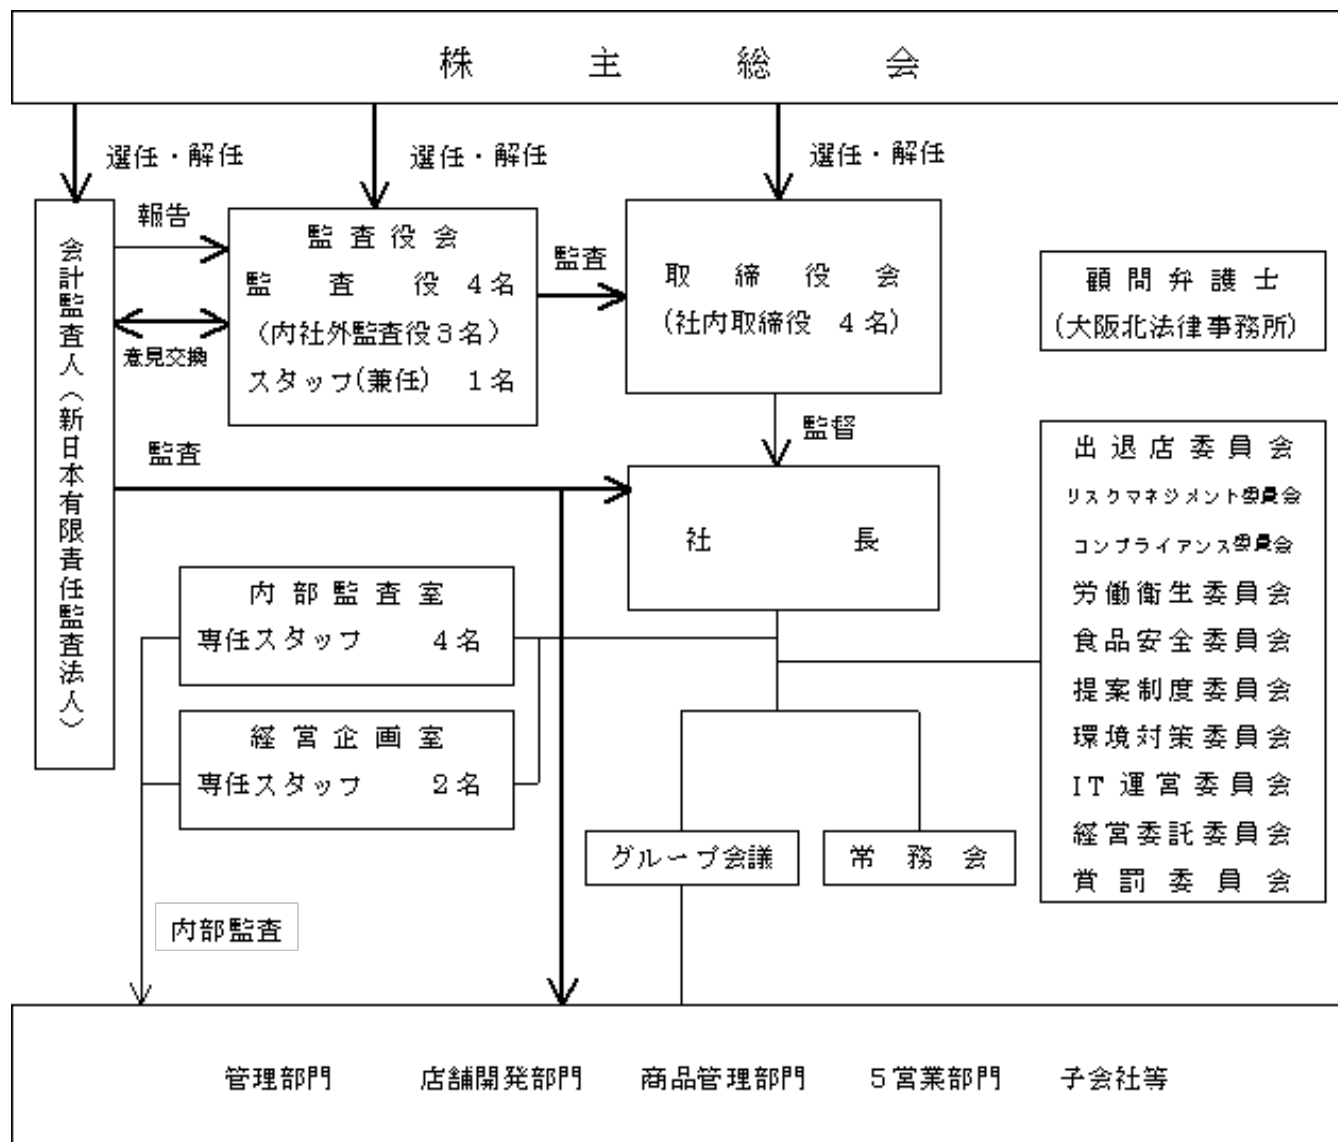 株主総会
選任・解任
選任・解任
選任・解任
会計監査人（新日本有限責任監査法人）
報告
意見交換
監査役会
監査役 4名
(内社外監査役3名)
スタッフ(兼任) 1名
監査
取締役会
(社内取締役 4名)
顧問弁護士
(大阪北法律事務所)
監督
監査
社長
出退店委員会
リスクマネジメント委員会
コンプライアンス委員会
労働衛生委員会
食品安全委員会
提案制度委員会
環境対策委員会
IT運営委員会
経営委託委員会
賞罰委員会
内部監査室
専任スタッフ 4名
経営企画室
専任スタッフ 2名
グループ会議
常務会
内部監査
管理部門 店舗開発部門 商品管理部門 5営業部門 子会社等